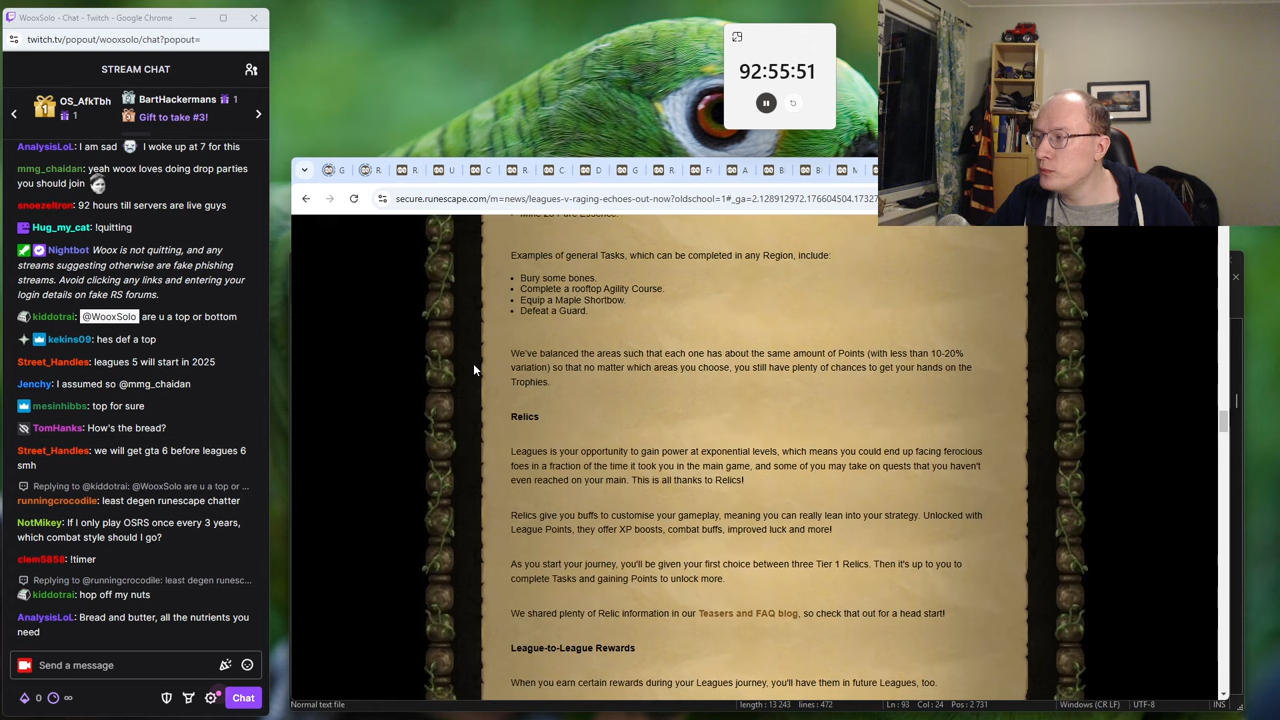 WooxSolo - Chat - Twitch - Google Chrome
twitch.tv/popout/wooxsolo/chat?popout=
STREAM CHAT
OS_AfkTbh
1
BartHackermans 1
Gift to take #3!
AnalysisLoL: I am sad I woke up at 7 for this
mmg_chaidan: yeah woox loves doing drop parties
you should join
snoezeltron: 92 hours till servers are live guys
Hug_my_cat: !quitting
Nightbot Woox is not quitting, and any
streams suggesting otherwise are fake phishing
streams. Avoid clicking any links and entering your
login details on fake RS forums.
kiddotrai: @WooxSolo are u a top or bottom
kekins09: hes def a top
Street_Handles: leagues 5 will start in 2025
Jenchy: I assumed so @mmg_chaidan
mesinhibbs: top for sure
TomHanks: How's the bread?
Street_Handles: we will get gta 6 before leagues 6
smh
Replying to @kiddotrai: @WooxSolo are u a top or ...
runningcrocodile: least degen runescape chatter
NotMikey: If I only play OSRS once every 3 years,
which combat style should I go?
clem5858: !timer
Replying to @runningcrocodile: least degen runesc...
kiddotrai: hop off my nuts
AnalysisLoL: Bread and butter, all the nutrients you
need
Send a message
0 ∞
Chat
92:55:51
secure.runescape.com/m=news/leagues-v-raging-echoes-out-now?oldschool=1#_ga=2.128912972.176604504.17327
Examples of general Tasks, which can be completed in any Region, include:
• Bury some bones.
• Complete a rooftop Agility Course.
• Equip a Maple Shortbow.
• Defeat a Guard.
We've balanced the areas such that each one has about the same amount of Points (with less than 10-20%
variation) so that no matter which areas you choose, you still have plenty of chances to get your hands on the
Trophies.
Relics
Leagues is your opportunity to gain power at exponential levels, which means you could end up facing ferocious
foes in a fraction of the time it took you in the main game, and some of you may take on quests that you haven't
even reached on your main. This is all thanks to Relics!
Relics give you buffs to customise your gameplay, meaning you can really lean into your strategy. Unlocked with
League Points, they offer XP boosts, combat buffs, improved luck and more!
As you start your journey, you'll be given your first choice between three Tier 1 Relics. Then it's up to you to
complete Tasks and gaining Points to unlock more.
We shared plenty of Relic information in our Teasers and FAQ blog, so check that out for a head start!
League-to-League Rewards
When you earn certain rewards during your Leagues journey, you'll have them in future Leagues, too.
Normal text file
length : 13 243 lines : 472
Ln : 93 Col : 24 Pos : 2 731
Windows (CR LF)
UTF-8
INS